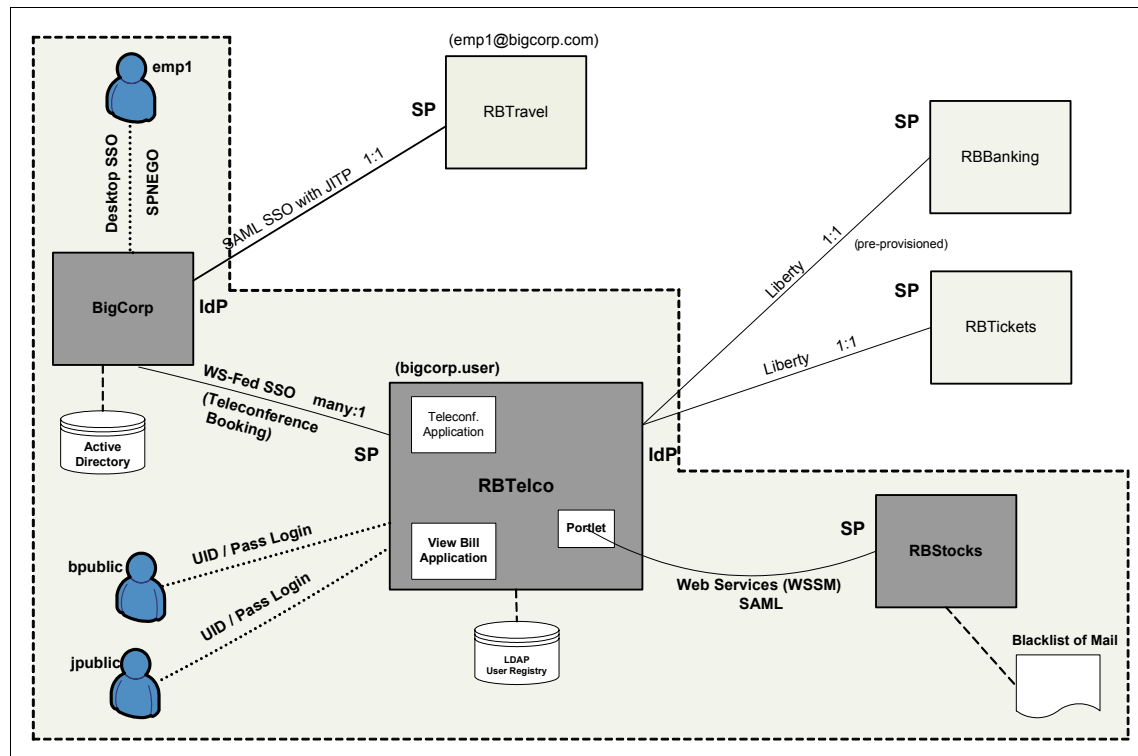 (emp1@bigcorp.com)
emp1
SP
RBTravel
SP
RBBanking
Desktop SSO
SPNEGO
SAML SSO with JITP 1:1
Liberty 1:1
(pre-provisioned)
BigCorp
IdP
SP
RBTickets
Liberty 1:1
WS-Fed SSO many:1
(Teleconference
Booking)
(bigcorp.user)
Teleconf.
Application
Active
Directory
SP
IdP
RBTelco
Portlet
View Bill
Application
SP
RBStocks
bpublic
UID / Pass Login
UID / Pass Login
Web Services (WSSM)
SAML
jpublic
LDAP
User Registry
Blacklist of Mail